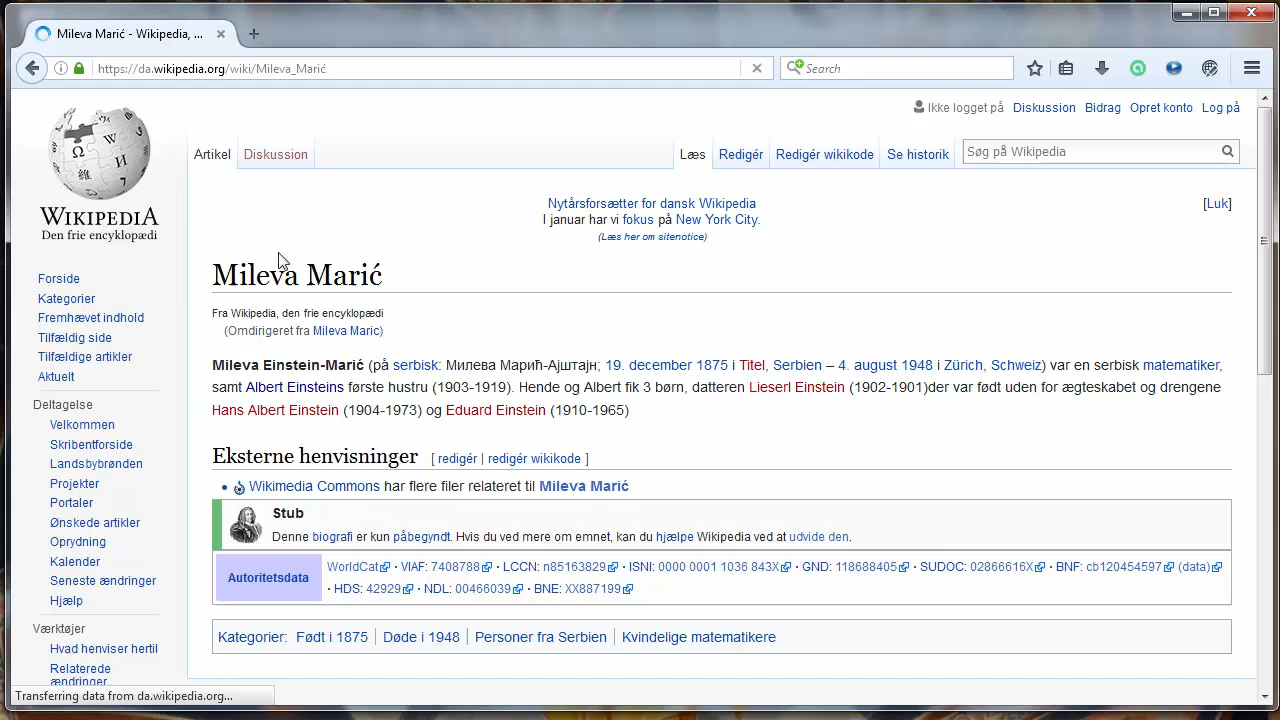 Mileva Marić - Wikipedia, ...
https://da.wikipedia.org/wiki/Mileva_Marić
Search
Ikke logget på Diskussion Bidrag Opret konto Log på
Artikel Diskussion Læs Redigér Redigér wikikode Se historik Søg på Wikipedia
WIKIPEDIA
Den frie encyklopædi
Nytårsforsætter for dansk Wikipedia [Luk]
I januar har vi fokus på New York City.
(Læs her om sitenotice)
Mileva Marić
Fra Wikipedia, den frie encyklopædi
(Omdirigeret fra Mileva Maric)
Mileva Einstein-Marić (på serbisk: Милева Марић-Ајштајн; 19. december 1875 i Titel, Serbien – 4. august 1948 i Zürich, Schweiz) var en serbisk matematiker,
samt Albert Einsteins første hustru (1903-1919). Hende og Albert fik 3 børn, datteren Lieserl Einstein (1902-1901)der var født uden for ægteskabet og drengene
Hans Albert Einstein (1904-1973) og Eduard Einstein (1910-1965)
Eksterne henvisninger [ redigér | redigér wikikode ]
Wikimedia Commons har flere filer relateret til Mileva Marić
Stub
Denne biografi er kun påbegyndt. Hvis du ved mere om emnet, kan du hjælpe Wikipedia ved at udvide den.
Autoritetsdata
WorldCat · VIAF: 7408788 · LCCN: n85163829 · ISNI: 0000 0001 1036 843X · GND: 118688405 · SUDOC: 02866616X · BNF: cb120454597 (data)
· HDS: 42929 · NDL: 00466039 · BNE: XX887199
Kategorier: Født i 1875 | Døde i 1948 | Personer fra Serbien | Kvindelige matematikere
Forside
Kategorier
Fremhævet indhold
Tilfældig side
Tilfældige artikler
Aktuelt
Deltagelse
Velkommen
Skribentforside
Landsbybrønden
Projekter
Portaler
Ønskede artikler
Oprydning
Kalender
Seneste ændringer
Hjælp
Værktøjer
Hvad henviser hertil
Relaterede
ændringer
Transferring data from da.wikipedia.org...